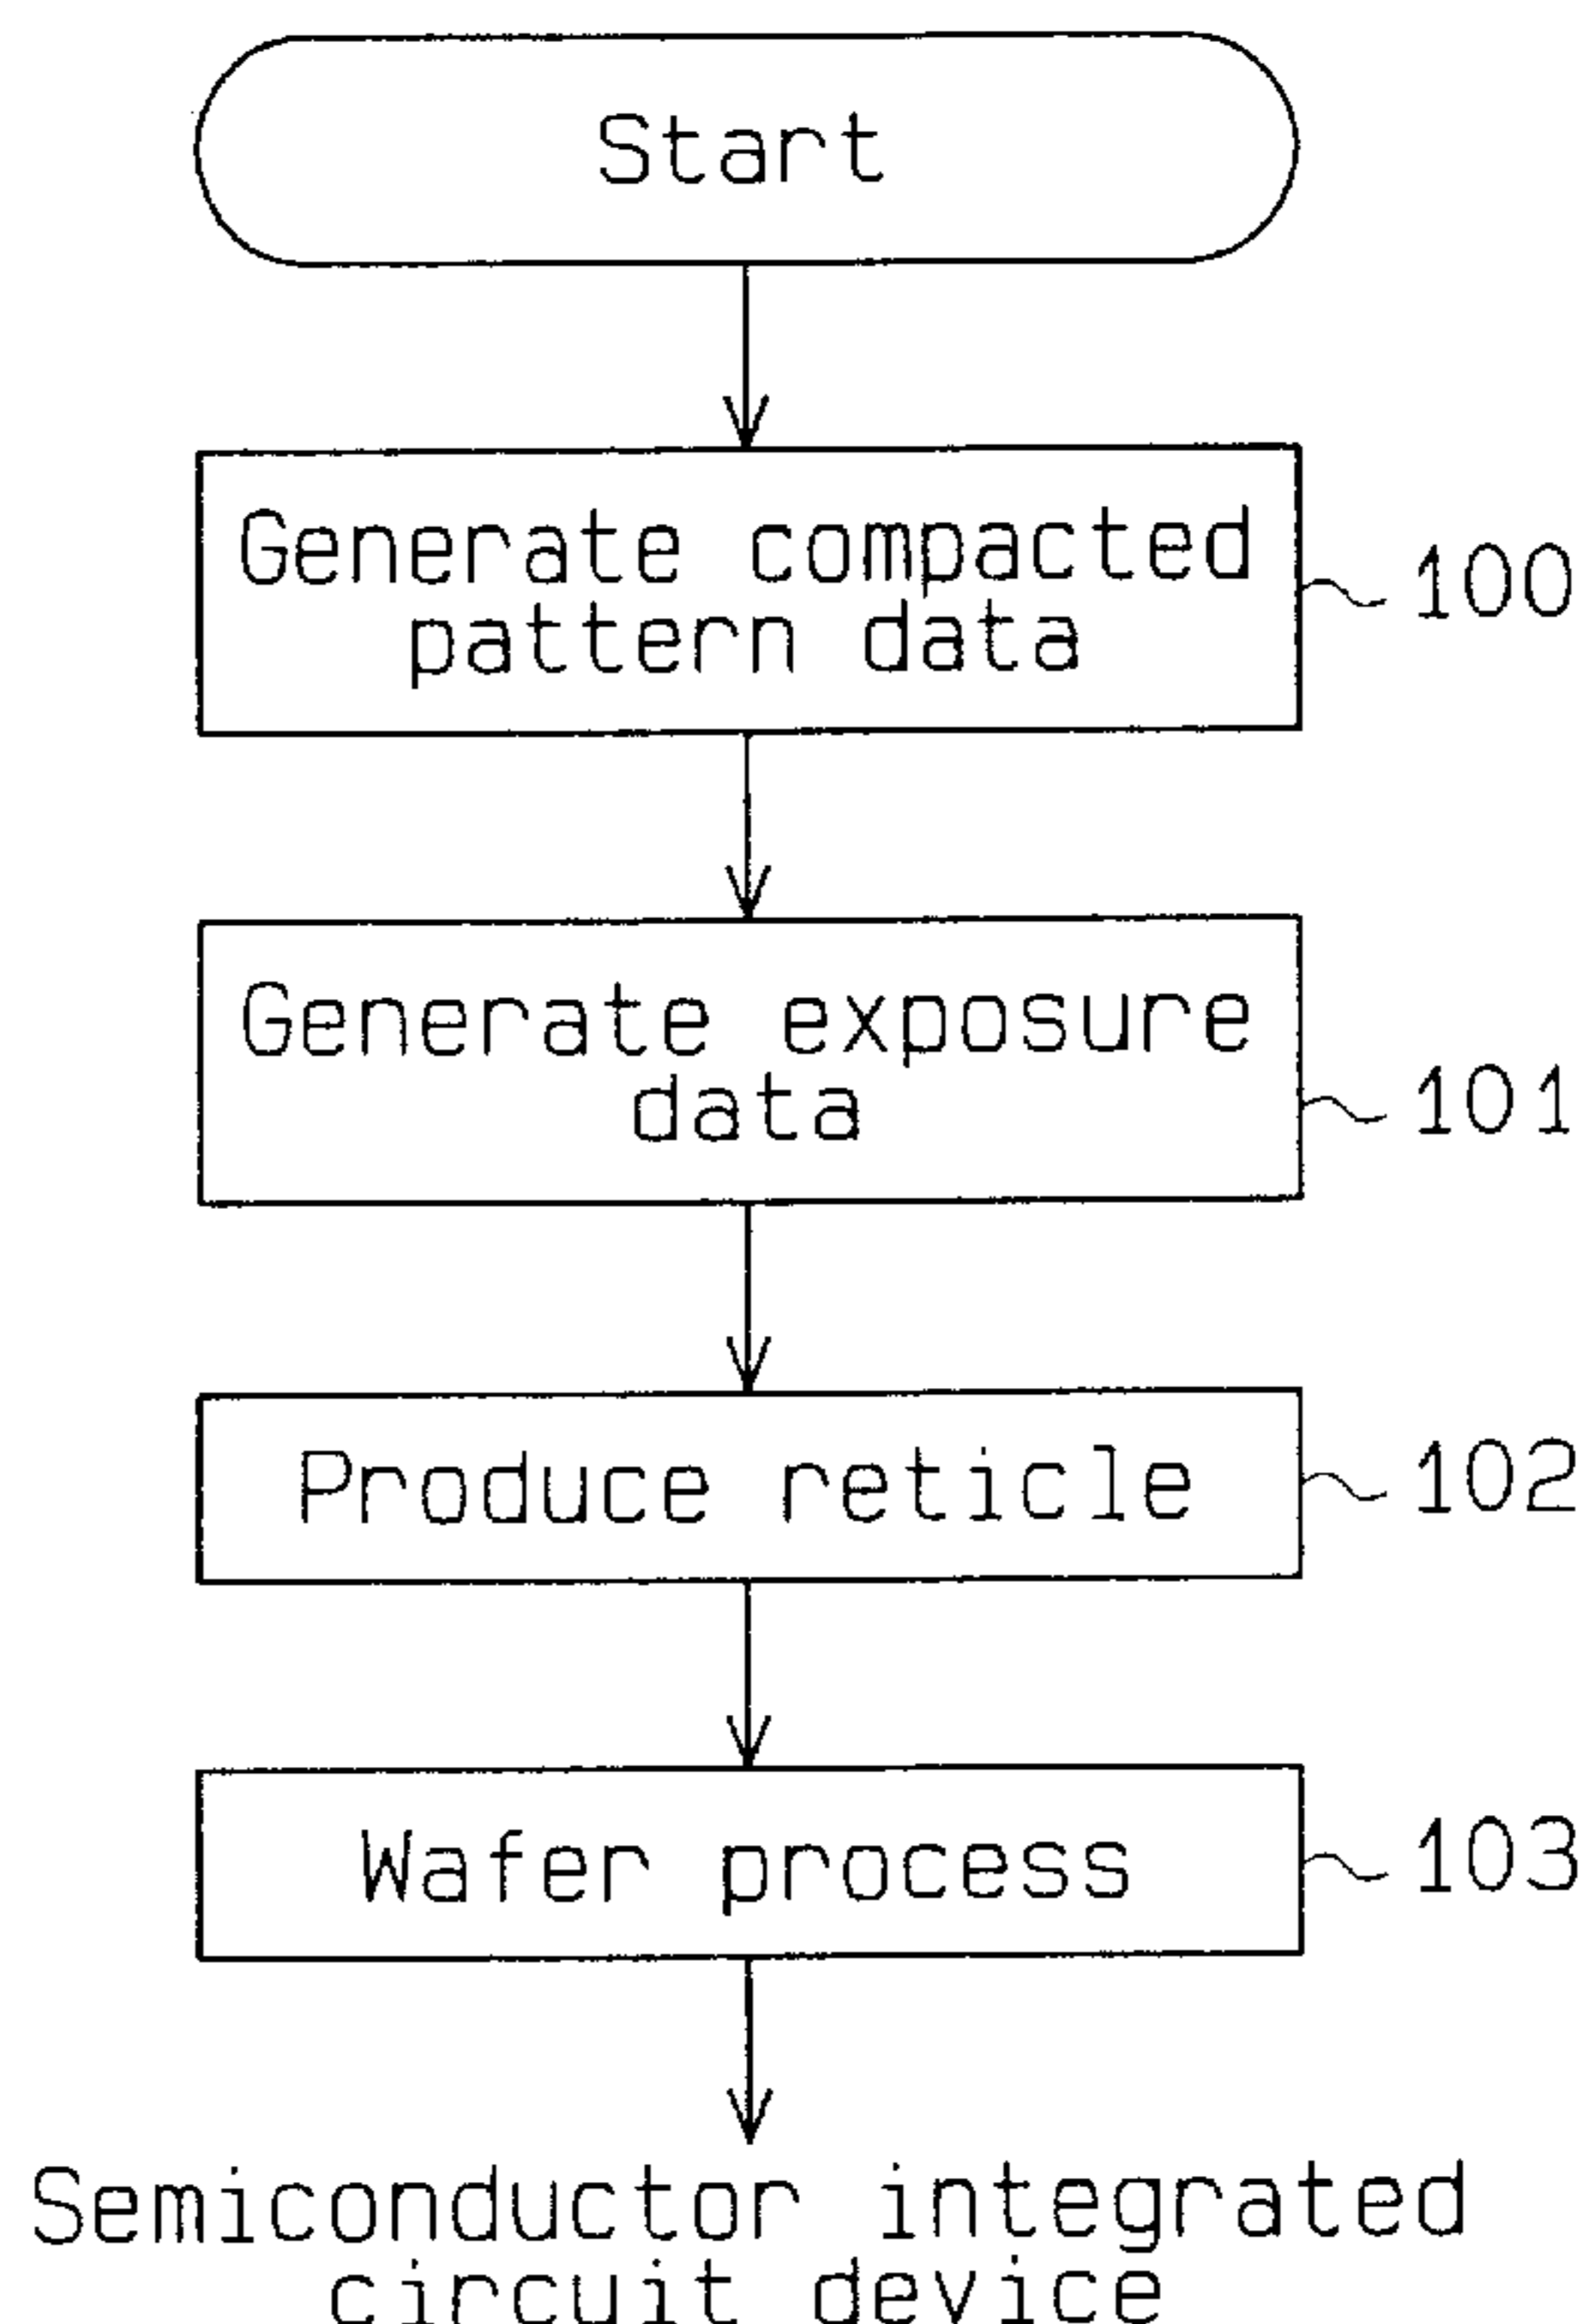 Start
Generate compacted
pattern data
100
Generate exposure
data
101
Produce reticle
102
Wafer process
103
Semiconductor integrated
circuit device